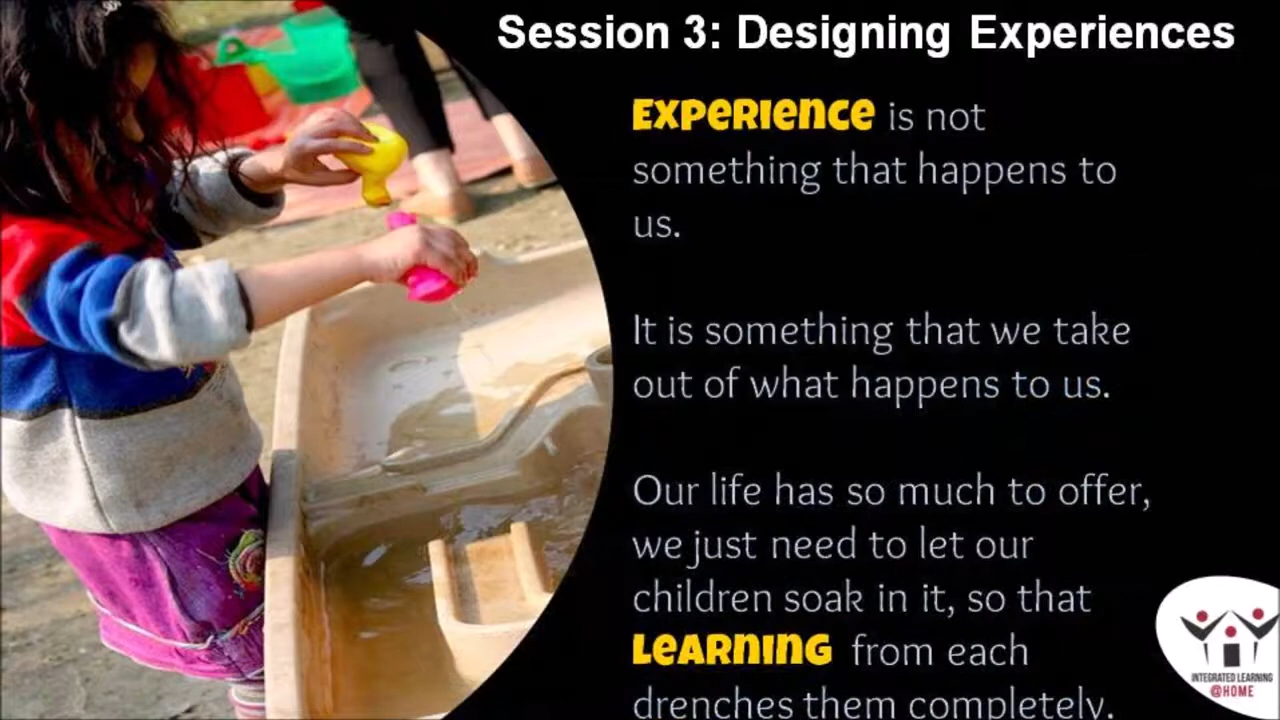 Session 3: Designing Experiences
EXPERIENCE is not
something that happens to
us.
It is something that we take
out of what happens to us.
Our life has so much to offer,
we just need to let our
children soak in it, so that
LEARNING from each
drenches them completely.
INTEGRATED LEARNING
@HOME